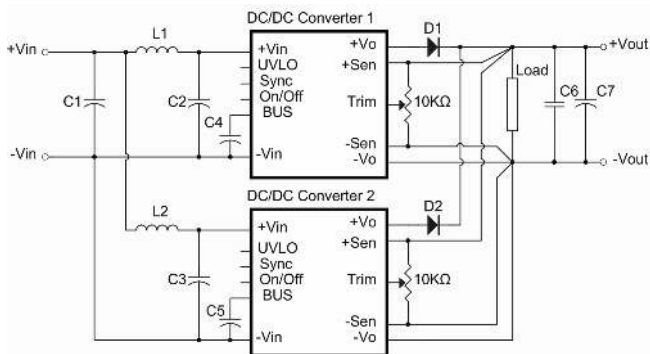 DC/DC Converter 1
+Vin
L1
+Vin
UVLO
Sync
On/Off
BUS
-Vin
+Vo
+Sen
Trim
-Sen
-Vo
D1
10KΩ
Load
+Vout
C1
C2
C4
C6
C7
-Vin
-Vout
DC/DC Converter 2
L2
+Vin
UVLO
Sync
On/Off
BUS
-Vin
+Vo
+Sen
Trim
-Sen
-Vo
D2
10KΩ
C3
C5